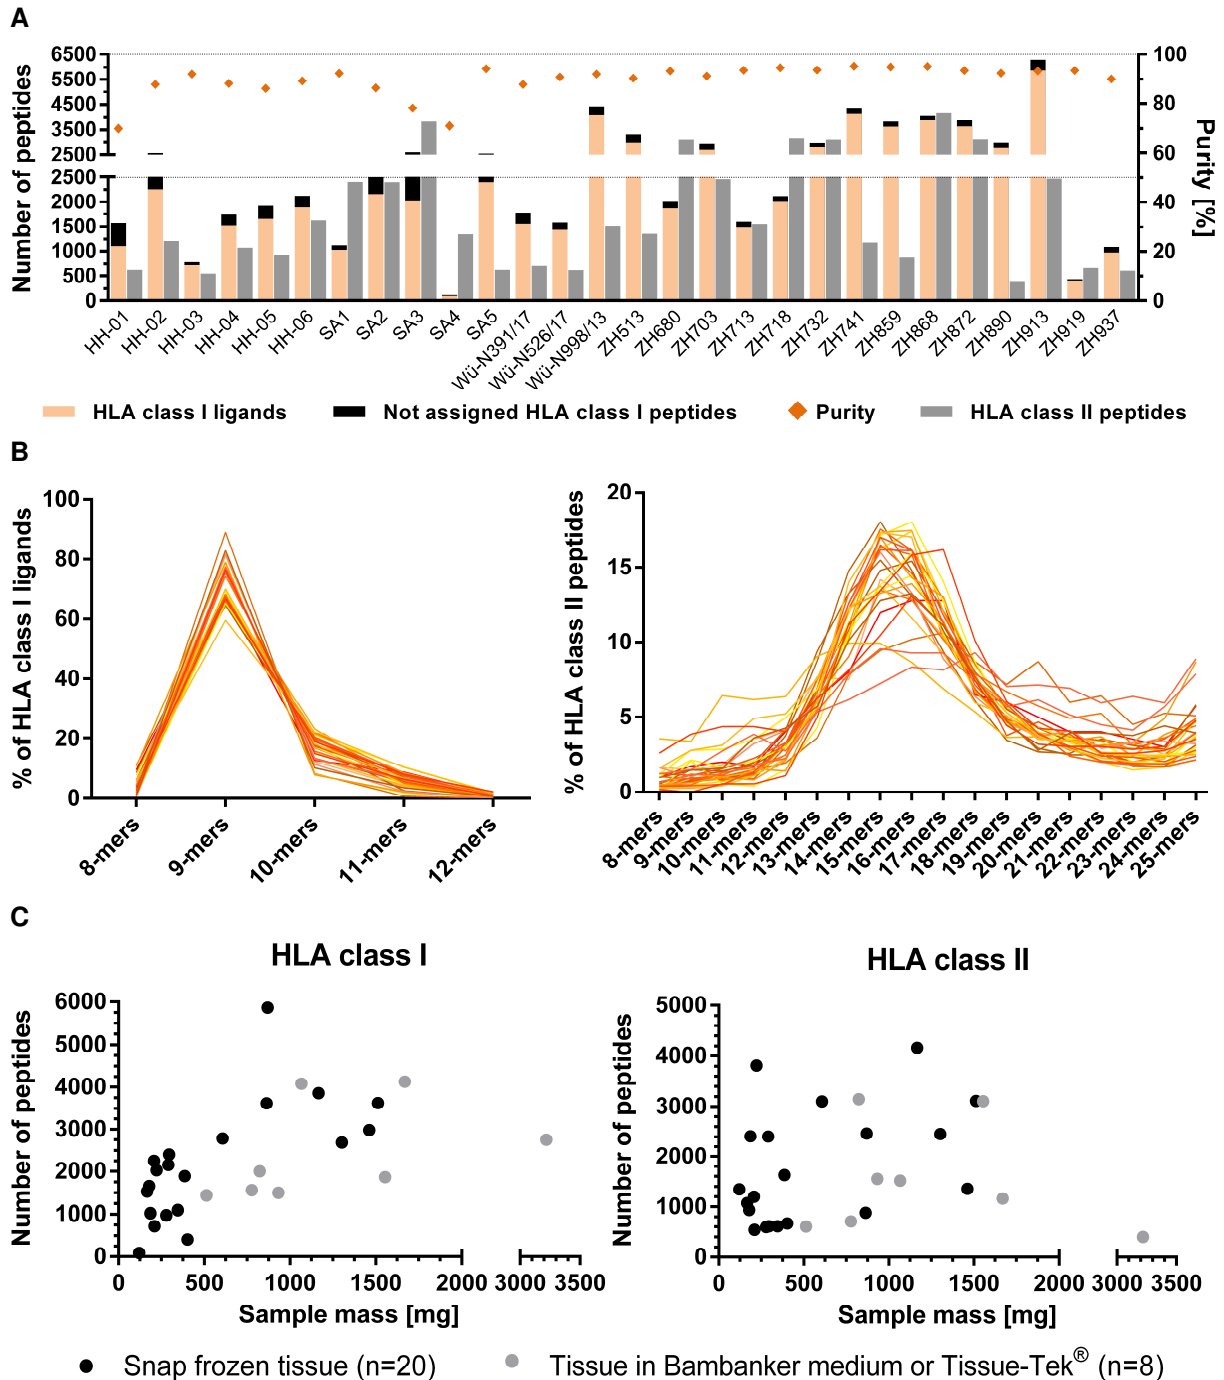 A
Number of peptides
6500
5500
4500
3500
2500
2500
2000
1500
1000
500
0
100
80
60
40
20
0
Purity [%]
HH-01
HH-02
HH-03
HH-04
HH-05
HH-06
SA1
SA2
SA3
SA4
SA5
Wü-N391/17
Wü-N526/17
Wü-N998/13
ZH513
ZH680
ZH703
ZH713
ZH718
ZH732
ZH741
ZH859
ZH868
ZH872
ZH890
ZH913
ZH919
ZH937
HLA class I ligands
Not assigned HLA class I peptides
Purity
HLA class II peptides
B
% of HLA class I ligands
100
80
60
40
20
0
8-mers
9-mers
10-mers
11-mers
12-mers
% of HLA class II peptides
20
15
10
5
0
8-mers
9-mers
10-mers
11-mers
12-mers
13-mers
14-mers
15-mers
16-mers
17-mers
18-mers
19-mers
20-mers
21-mers
22-mers
23-mers
24-mers
25-mers
C
HLA class I
Number of peptides
6000
5000
4000
3000
2000
1000
0
0 500 1000 1500 2000 3000 3500
Sample mass [mg]
HLA class II
Number of peptides
5000
4000
3000
2000
1000
0
0 500 1000 1500 2000 3000 3500
Sample mass [mg]
Snap frozen tissue (n=20)
Tissue in Bambanker medium or Tissue-Tek® (n=8)